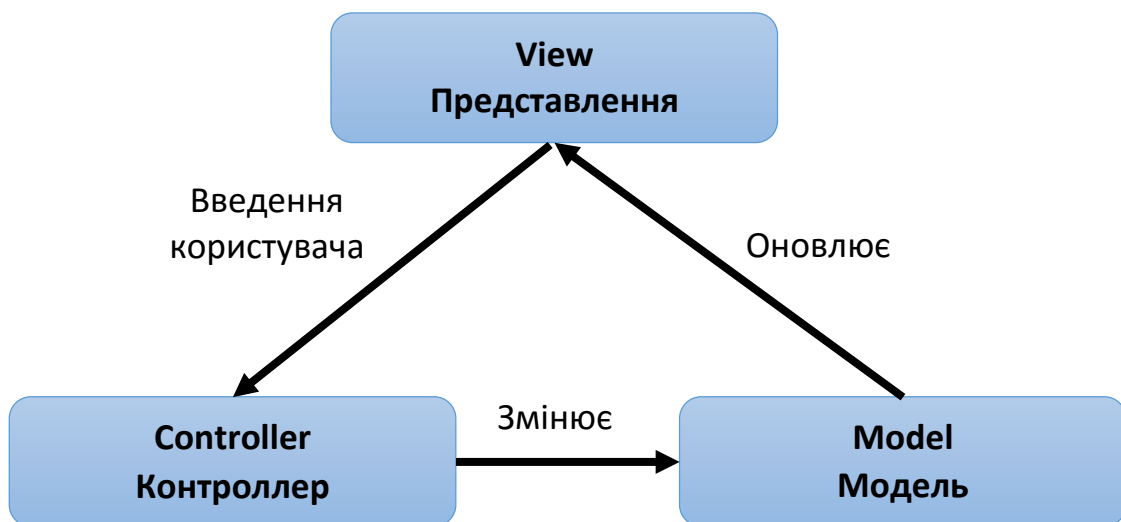 View
Представлення
Введення
користувача
Оновлює
Controller
Контроллер
Змінює
Model
Модель